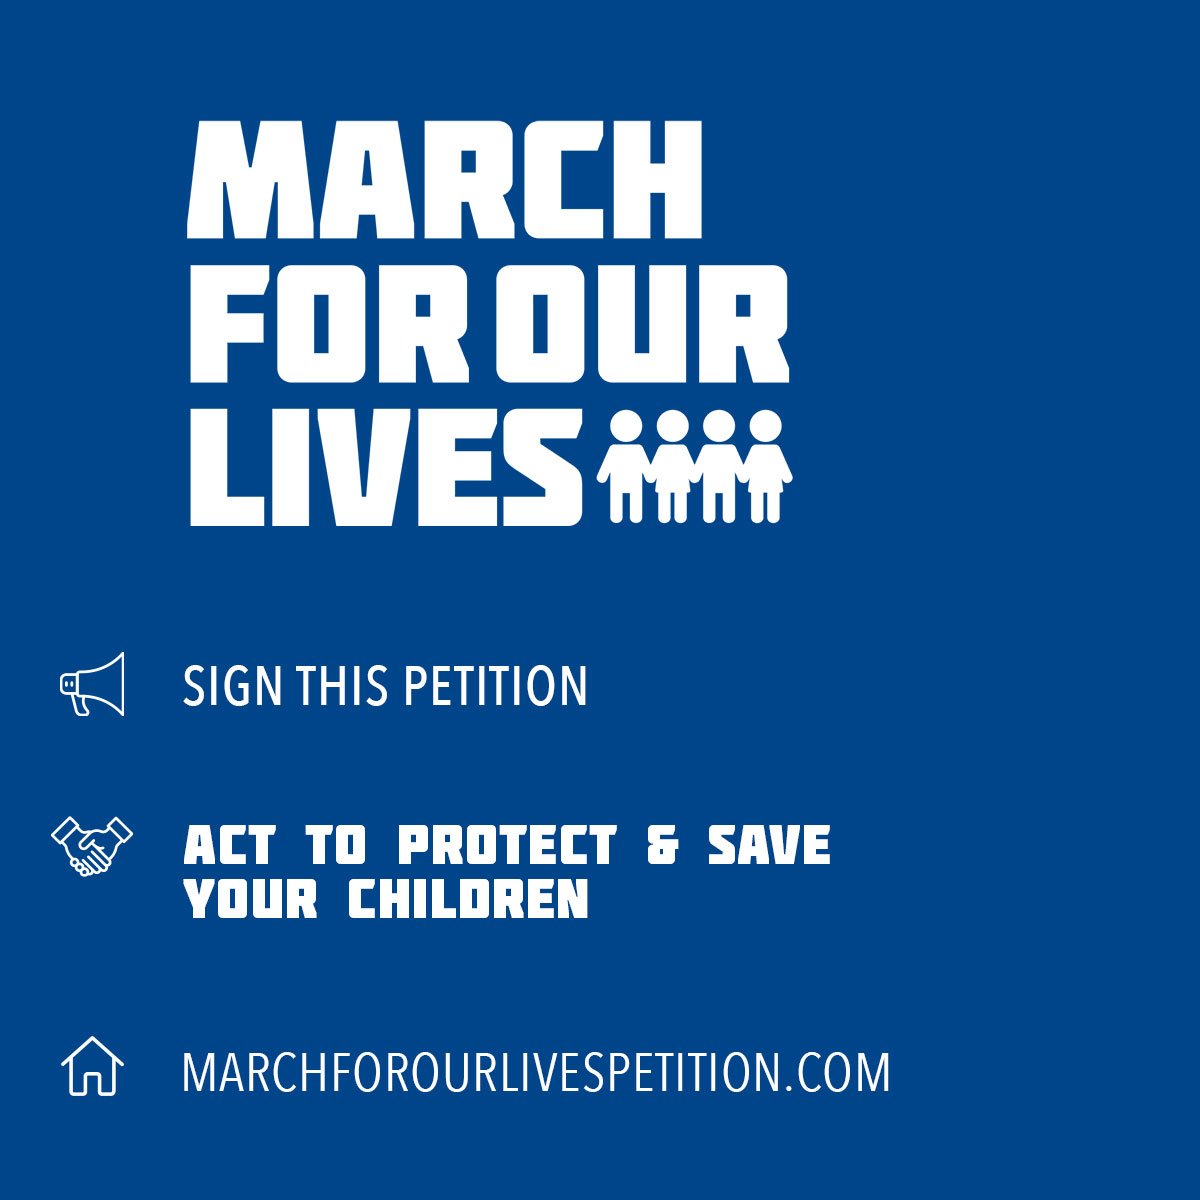 MARCH
FOR OUR
LIVES
SIGN THIS PETITION
ACT TO PROTECT & SAVE
YOUR CHILDREN
MARCHFOROURLIVESPETITION.COM